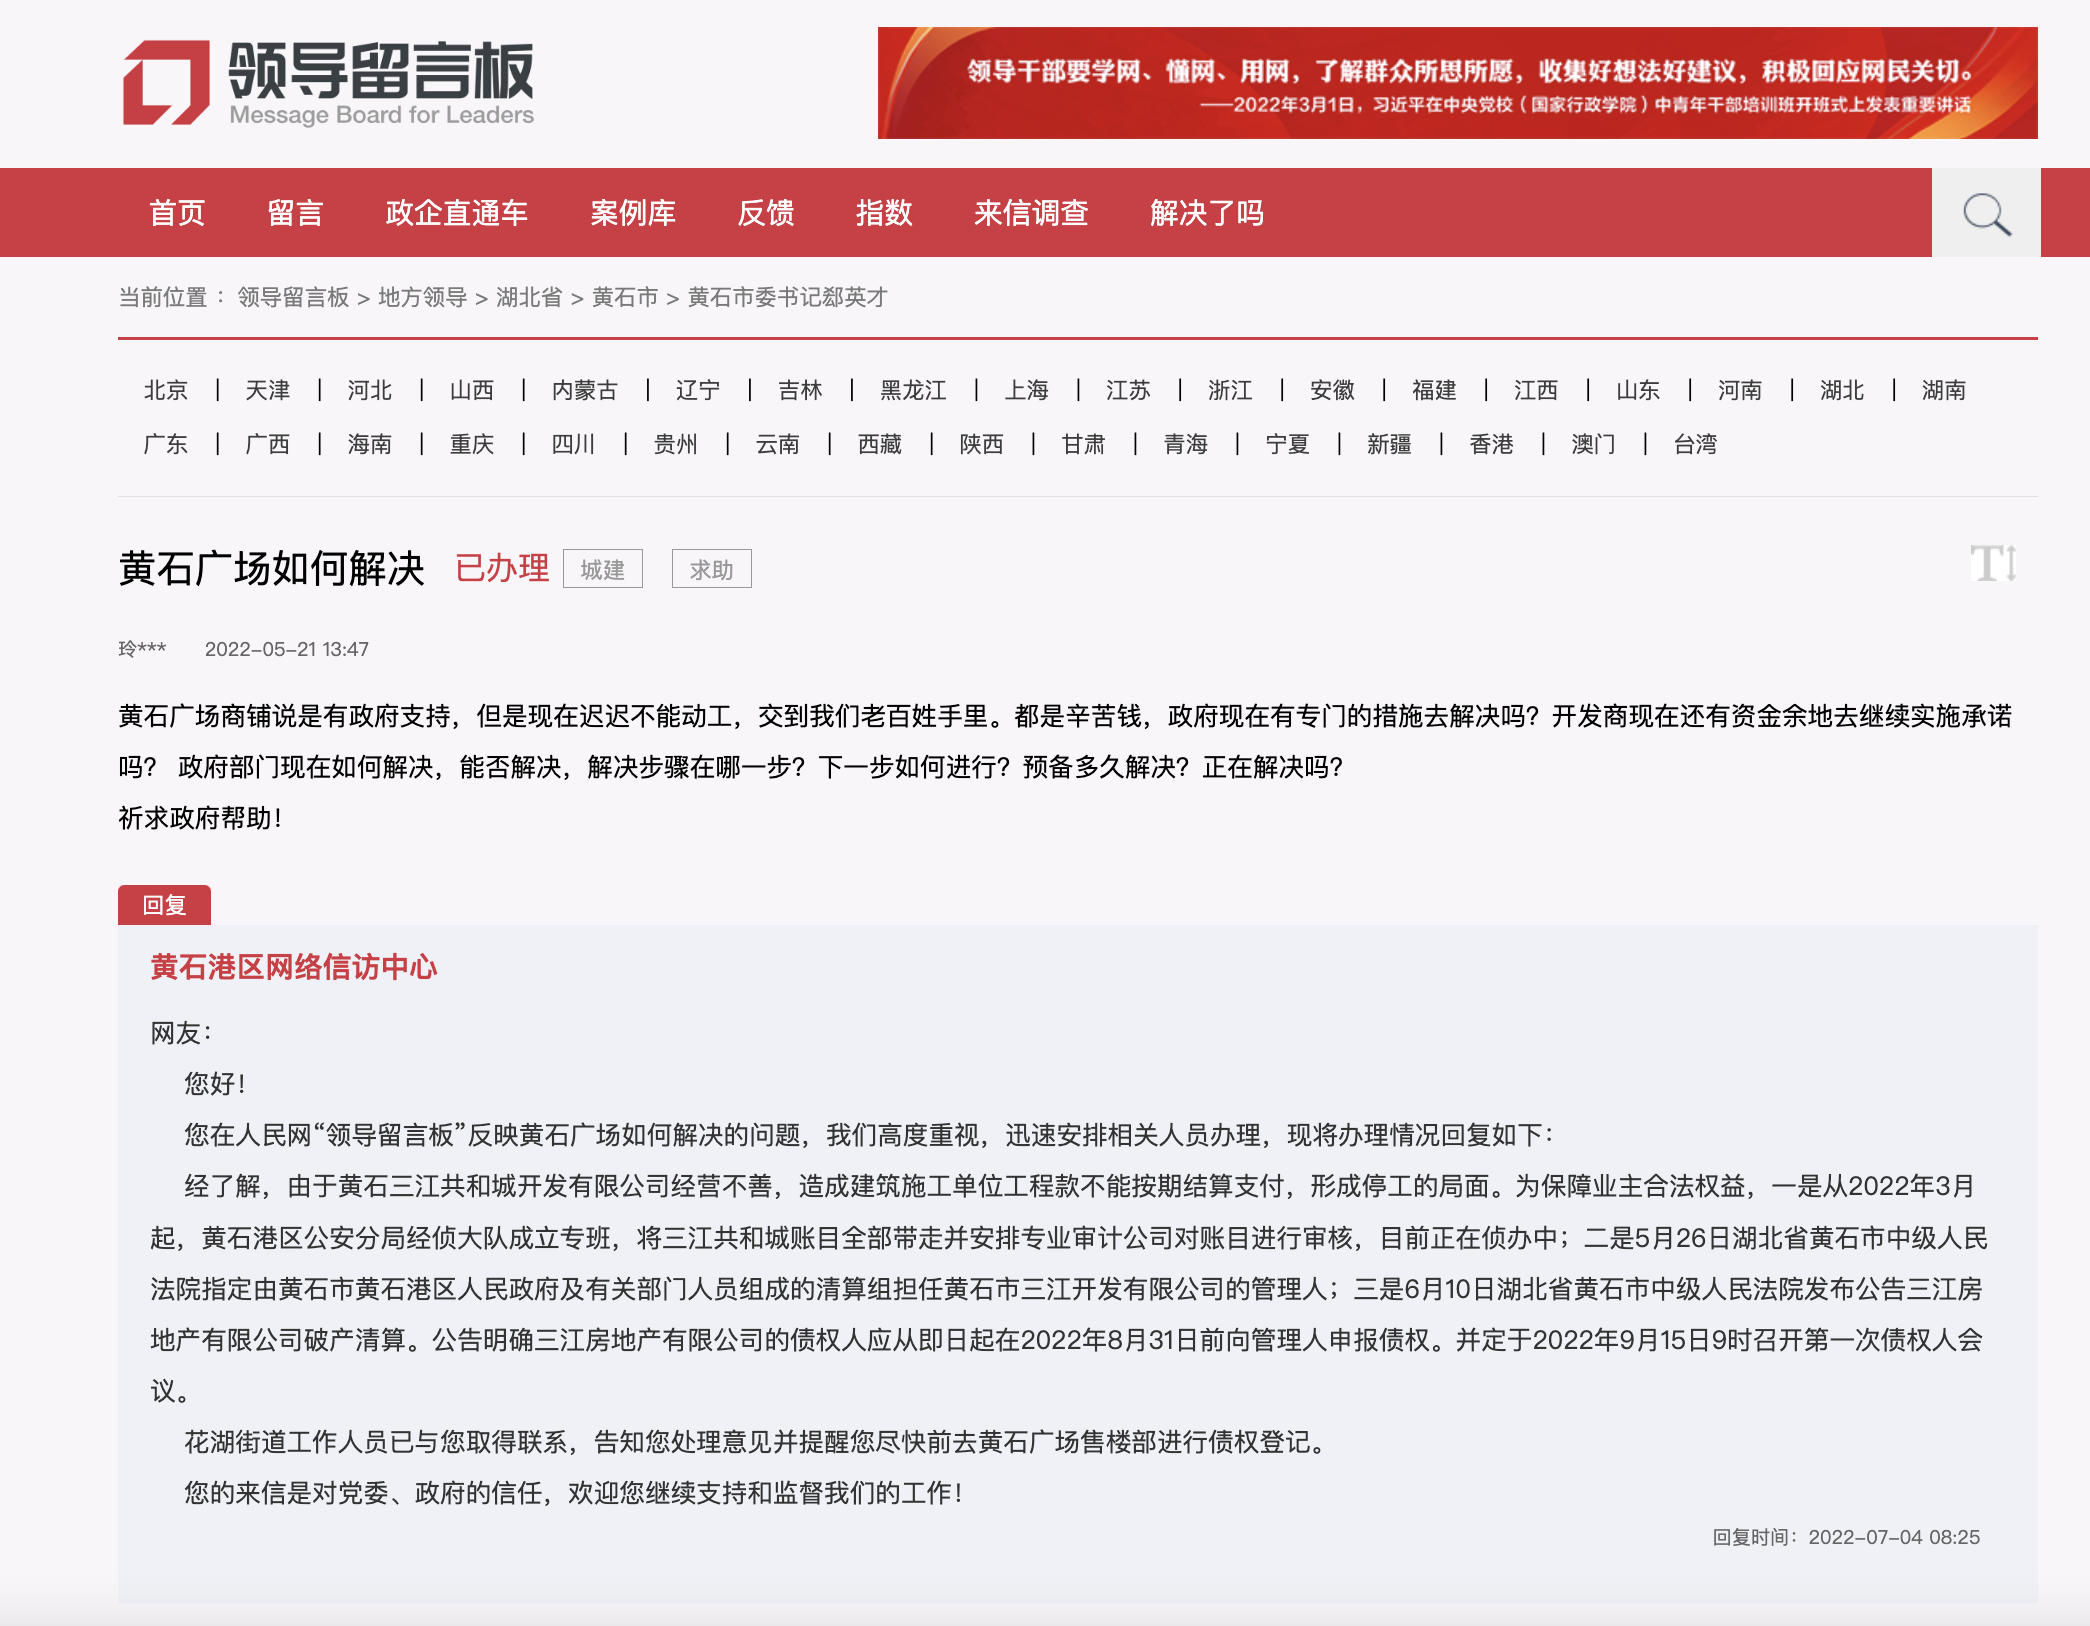 领导留言板
Message Board for Leaders
领导干部要学网、懂网、用网，了解群众所思所愿，收集好想法好建议，积极回应网民关切。
——2022年3月1日，习近平在中央党校（国家行政学院）中青年干部培训班开班式上发表重要讲话
首页 留言 政企直通车 案例库 反馈 指数 来信调查 解决了吗
当前位置： 领导留言板 > 地方领导 > 湖北省 > 黄石市 > 黄石市委书记郄英才
北京 | 天津 | 河北 | 山西 | 内蒙古 | 辽宁 | 吉林 | 黑龙江 | 上海 | 江苏 | 浙江 | 安徽 | 福建 | 江西 | 山东 | 河南 | 湖北 | 湖南
广东 | 广西 | 海南 | 重庆 | 四川 | 贵州 | 云南 | 西藏 | 陕西 | 甘肃 | 青海 | 宁夏 | 新疆 | 香港 | 澳门 | 台湾
黄石广场如何解决 已办理 城建 求助
T
玲*** 2022-05-21 13:47
黄石广场商铺说是有政府支持，但是现在迟迟不能动工，交到我们老百姓手里。都是辛苦钱，政府现在有专门的措施去解决吗？开发商现在还有资金余地去继续实施承诺
吗？ 政府部门现在如何解决，能否解决，解决步骤在哪一步？下一步如何进行？预备多久解决？正在解决吗？
祈求政府帮助！
回复
黄石港区网络信访中心
网友：
您好！
您在人民网“领导留言板”反映黄石广场如何解决的问题，我们高度重视，迅速安排相关人员办理，现将办理情况回复如下：
经了解，由于黄石三江共和城开发有限公司经营不善，造成建筑施工单位工程款不能按期结算支付，形成停工的局面。为保障业主合法权益，一是从2022年3月
起，黄石港区公安分局经侦大队成立专班，将三江共和城账目全部带走并安排专业审计公司对账目进行审核，目前正在侦办中；二是5月26日湖北省黄石市中级人民
法院指定由黄石市黄石港区人民政府及有关部门人员组成的清算组担任黄石市三江开发有限公司的管理人；三是6月10日湖北省黄石市中级人民法院发布公告三江房
地产有限公司破产清算。公告明确三江房地产有限公司的债权人应从即日起在2022年8月31日前向管理人申报债权。并定于2022年9月15日9时召开第一次债权人会
议。
花湖街道工作人员已与您取得联系，告知您处理意见并提醒您尽快前去黄石广场售楼部进行债权登记。
您的来信是对党委、政府的信任，欢迎您继续支持和监督我们的工作！
回复时间：2022-07-04 08:25